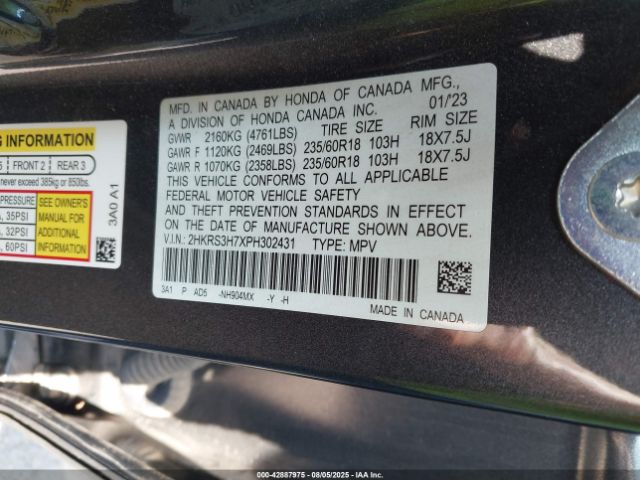 G INFORMATION
5 FRONT 2 REAR 3
never exceed 385kg or 850lbs.
PRESSURE SEE OWNER'S
A, 35PSI MANUAL FOR
A, 32PSI ADDITIONAL
A, 60PSI INFORMATION
3A0 A1
MFD. IN CANADA BY HONDA OF CANADA MFG.,
A DIVISION OF HONDA CANADA INC. 01/'23
GVWR 2160KG (4761LBS) TIRE SIZE RIM SIZE
GAWR F 1120KG (2469LBS) 235/60R18 103H 18X7.5J
GAWR R 1070KG (2358LBS) 235/60R18 103H 18X7.5J
THIS VEHICLE CONFORMS TO ALL APPLICABLE
FEDERAL MOTOR VEHICLE SAFETY
AND THEFT PREVENTION STANDARDS IN EFFECT
ON THE DATE OF MANUFACTURE SHOWN ABOVE.
V.I.N.: 2HKRS3H7XPH302431 TYPE: MPV
3A1 P AD5 -NH904MX -Y -H
MADE IN CANADA
000-42887975 - 08/05/2025 - IAAI.COM